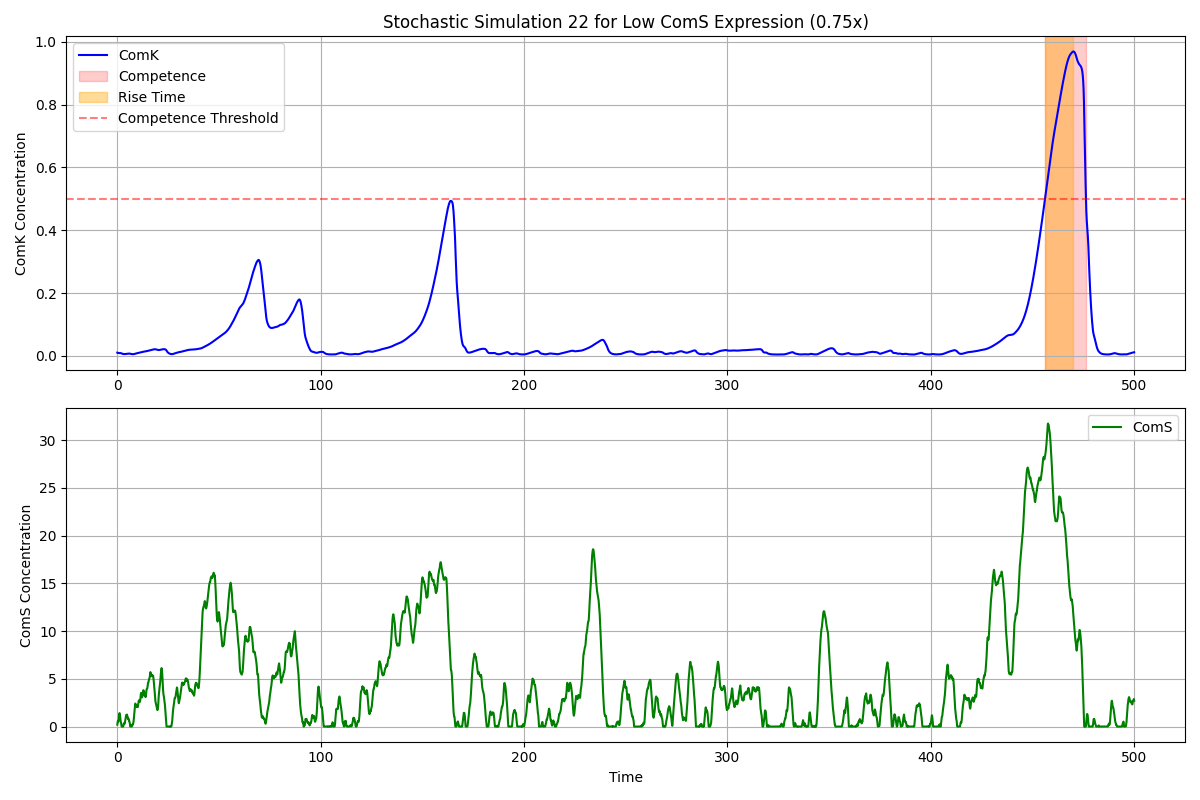 Stochastic Simulation 22 for Low ComS Expression (0.75x)
ComK
Competence
Rise Time
Competence Threshold
ComK Concentration
1.0
0.8
0.6
0.4
0.2
0.0
0 100 200 300 400 500
ComS
ComS Concentration
30
25
20
15
10
5
0
0 100 200 300 400 500
Time